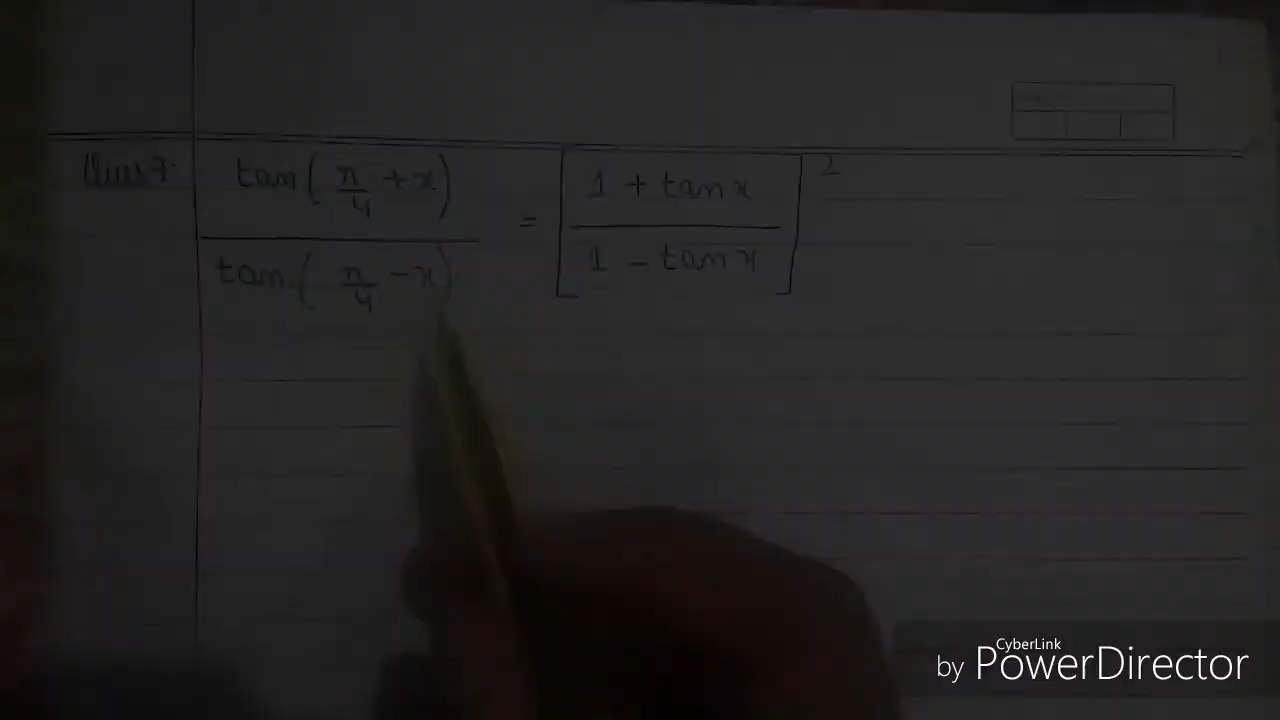 Ques 7. tan(π/4 + x) / tan(π/4 - x) = [1 + tan x / 1 - tan x]²
CyberLink
by PowerDirector